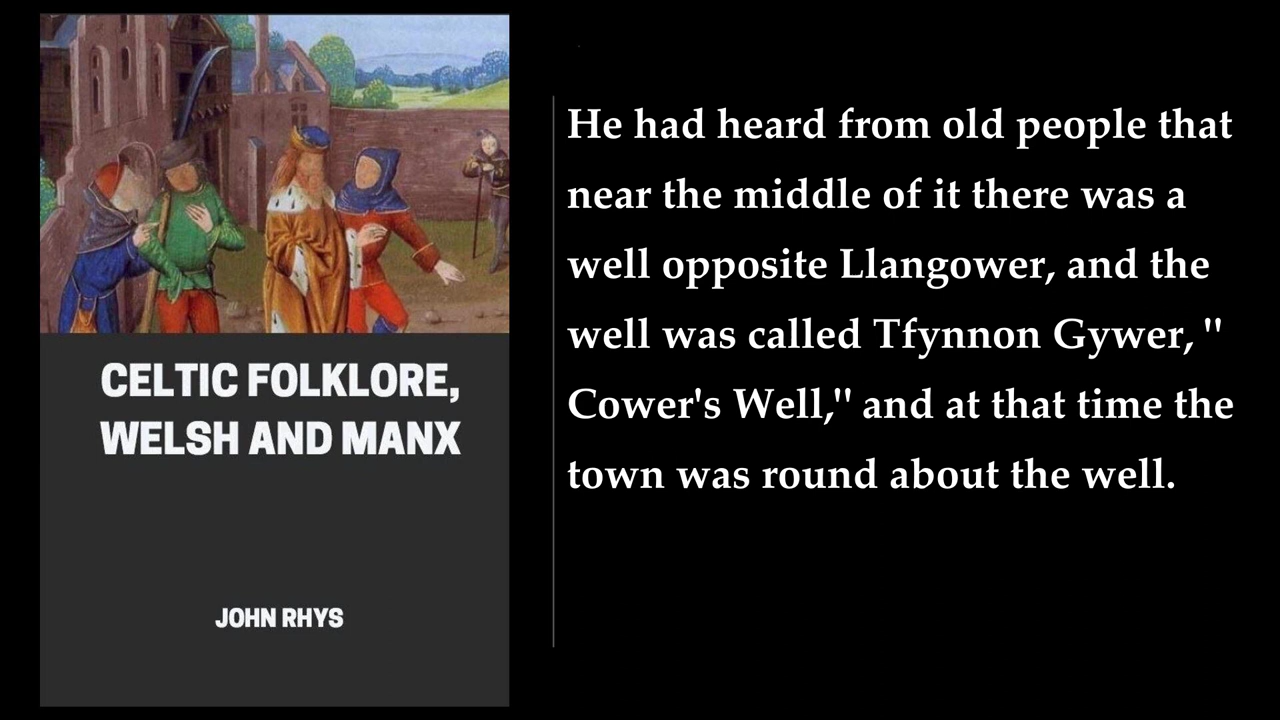 CELTIC FOLKLORE,
WELSH AND MANX
JOHN RHYS
He had heard from old people that
near the middle of it there was a
well opposite Llangower, and the
well was called Tfynnon Gywer, "
Cower's Well," and at that time the
town was round about the well.